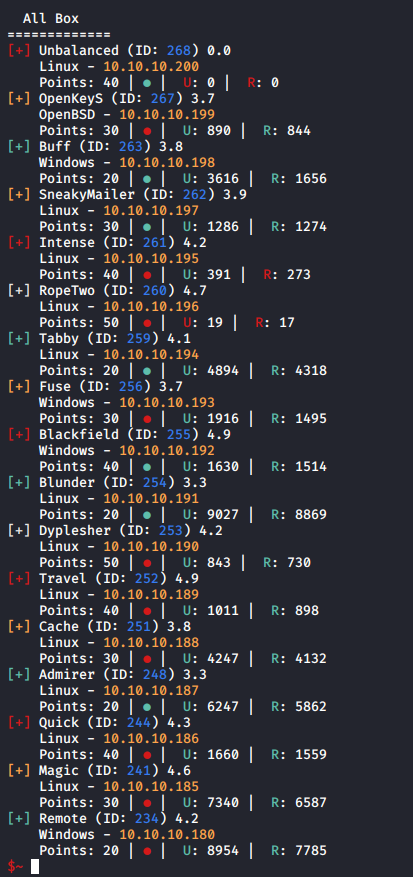 All Box
=============
[+] Unbalanced (ID: 268) 0.0
Linux - 10.10.10.200
Points: 40 | ● | U: 0 | R: 0
[+] OpenKeyS (ID: 267) 3.7
OpenBSD - 10.10.10.199
Points: 30 | ● | U: 890 | R: 844
[+] Buff (ID: 263) 3.8
Windows - 10.10.10.198
Points: 20 | ● | U: 3616 | R: 1656
[+] SneakyMailer (ID: 262) 3.9
Linux - 10.10.10.197
Points: 30 | ● | U: 1286 | R: 1274
[+] Intense (ID: 261) 4.2
Linux - 10.10.10.195
Points: 40 | ● | U: 391 | R: 273
[+] RopeTwo (ID: 260) 4.7
Linux - 10.10.10.196
Points: 50 | ● | U: 19 | R: 17
[+] Tabby (ID: 259) 4.1
Linux - 10.10.10.194
Points: 20 | ● | U: 4894 | R: 4318
[+] Fuse (ID: 256) 3.7
Windows - 10.10.10.193
Points: 30 | ● | U: 1916 | R: 1495
[+] Blackfield (ID: 255) 4.9
Windows - 10.10.10.192
Points: 40 | ● | U: 1630 | R: 1514
[+] Blunder (ID: 254) 3.3
Linux - 10.10.10.191
Points: 20 | ● | U: 9027 | R: 8869
[+] Dyplesher (ID: 253) 4.2
Linux - 10.10.10.190
Points: 50 | ● | U: 843 | R: 730
[+] Travel (ID: 252) 4.9
Linux - 10.10.10.189
Points: 40 | ● | U: 1011 | R: 898
[+] Cache (ID: 251) 3.8
Linux - 10.10.10.188
Points: 30 | ● | U: 4247 | R: 4132
[+] Admirer (ID: 248) 3.3
Linux - 10.10.10.187
Points: 20 | ● | U: 6247 | R: 5862
[+] Quick (ID: 244) 4.3
Linux - 10.10.10.186
Points: 40 | ● | U: 1660 | R: 1559
[+] Magic (ID: 241) 4.6
Linux - 10.10.10.185
Points: 30 | ● | U: 7340 | R: 6587
[+] Remote (ID: 234) 4.2
Windows - 10.10.10.180
Points: 20 | ● | U: 8954 | R: 7785
$~